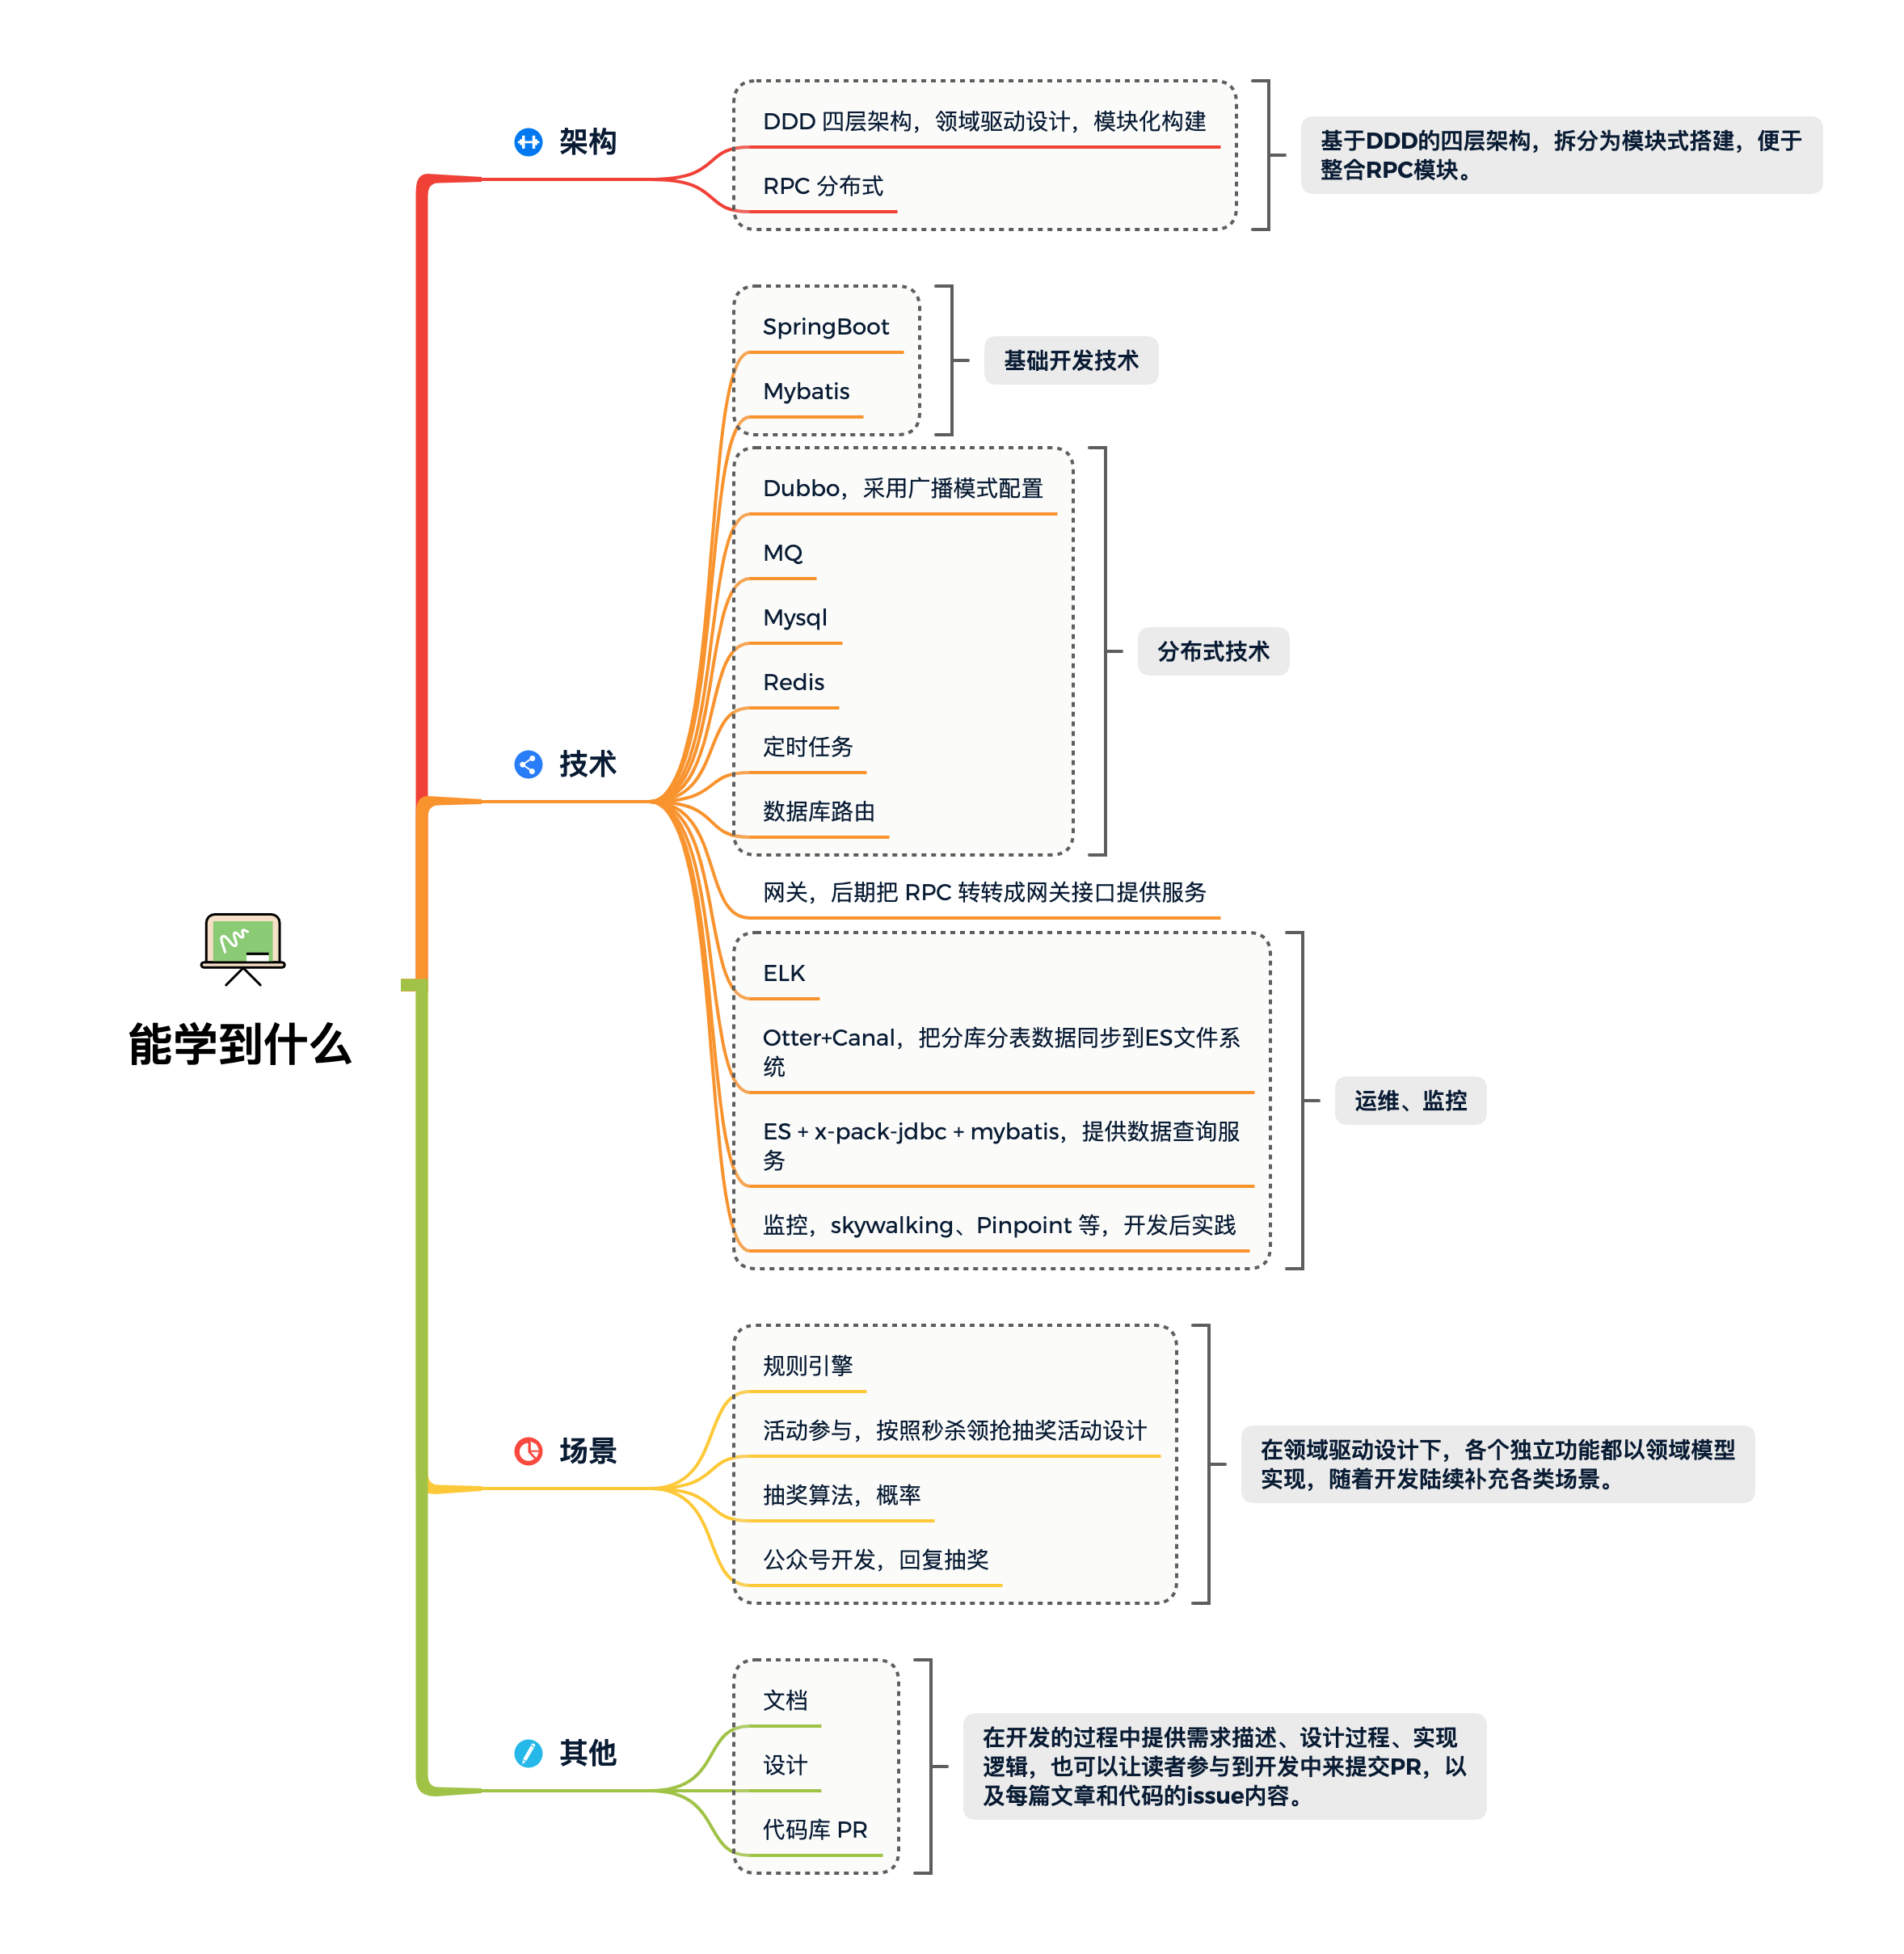 能学到什么
架构
DDD 四层架构，领域驱动设计，模块化构建
RPC 分布式
基于DDD的四层架构，拆分为模块式搭建，便于
整合RPC模块。
技术
SpringBoot
Mybatis
基础开发技术
Dubbo，采用广播模式配置
MQ
Mysql
Redis
定时任务
数据库路由
分布式技术
网关，后期把 RPC 转转成网关接口提供服务
ELK
Otter+Canal，把分库分表数据同步到ES文件系
统
ES + x-pack-jdbc + mybatis，提供数据查询服
务
监控，skywalking、Pinpoint 等，开发后实践
运维、监控
场景
规则引擎
活动参与，按照秒杀领抢抽奖活动设计
抽奖算法，概率
公众号开发，回复抽奖
在领域驱动设计下，各个独立功能都以领域模型
实现，随着开发陆续补充各类场景。
其他
文档
设计
代码库 PR
在开发的过程中提供需求描述、设计过程、实现
逻辑，也可以让读者参与到开发中来提交PR，以
及每篇文章和代码的issue内容。